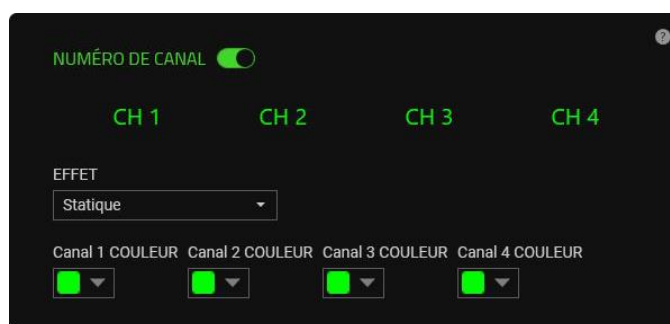 NUMÉRO DE CANAL
?
CH 1 CH 2 CH 3 CH 4
EFFET
Statique
Canal 1 COULEUR Canal 2 COULEUR Canal 3 COULEUR Canal 4 COULEUR